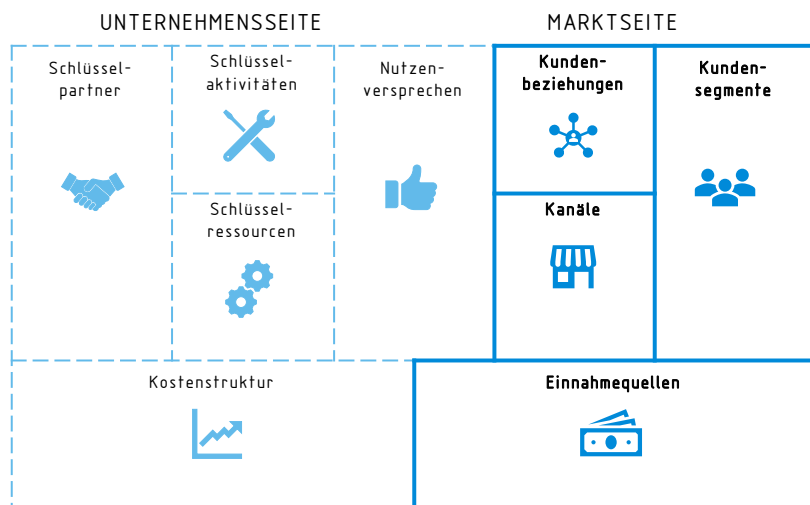 UNTERNEHMENSSEITE
MARKTSEITE
Schlüssel-
partner
Schlüssel-
aktivitäten
Nutzen-
versprechen
Kunden-
beziehungen
Kunden-
segmente
Schlüssel-
ressourcen
Kanäle
Kostenstruktur
Einnahmequellen